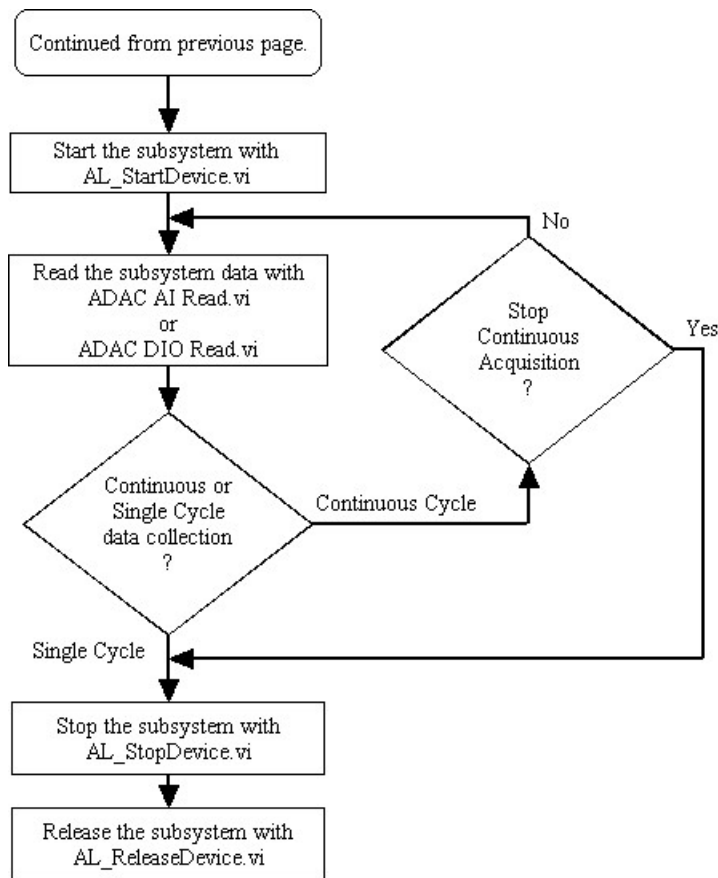 Continued from previous page.
Start the subsystem with
AL_StartDevice.vi
No
Read the subsystem data with
ADAC AI Read.vi
or
ADAC DIO Read.vi
Stop
Continuous
Acquisition
?
Yes
Continuous or
Single Cycle
data collection
?
Continuous Cycle
Single Cycle
Stop the subsystem with
AL_StopDevice.vi
Release the subsystem with
AL_ReleaseDevice.vi